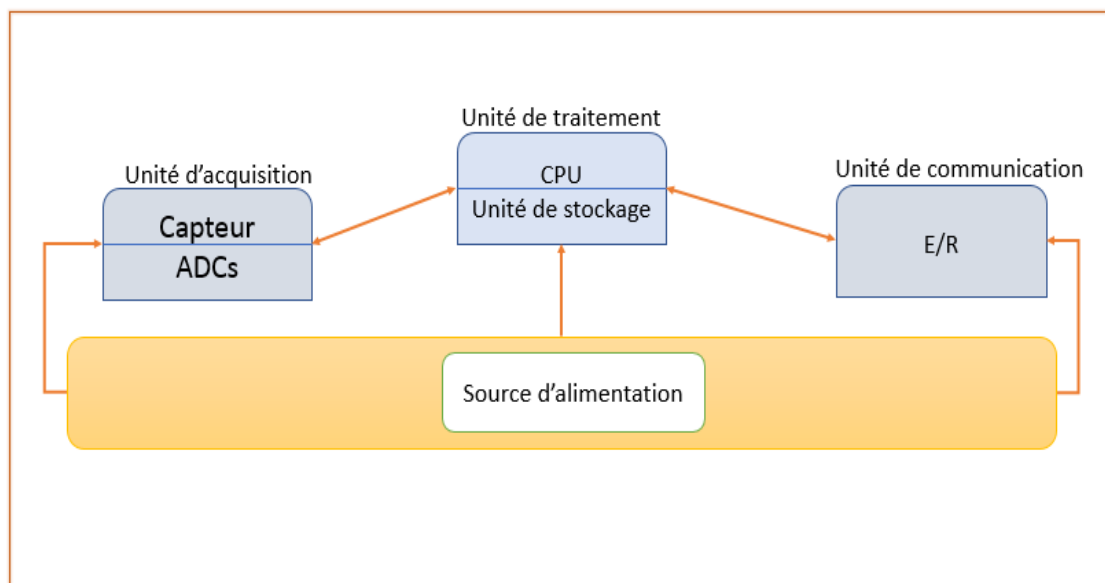 Unité de traitement
Unité d’acquisition
Unité de communication
CPU
Unité de stockage
Capteur
ADCs
E/R
Source d’alimentation